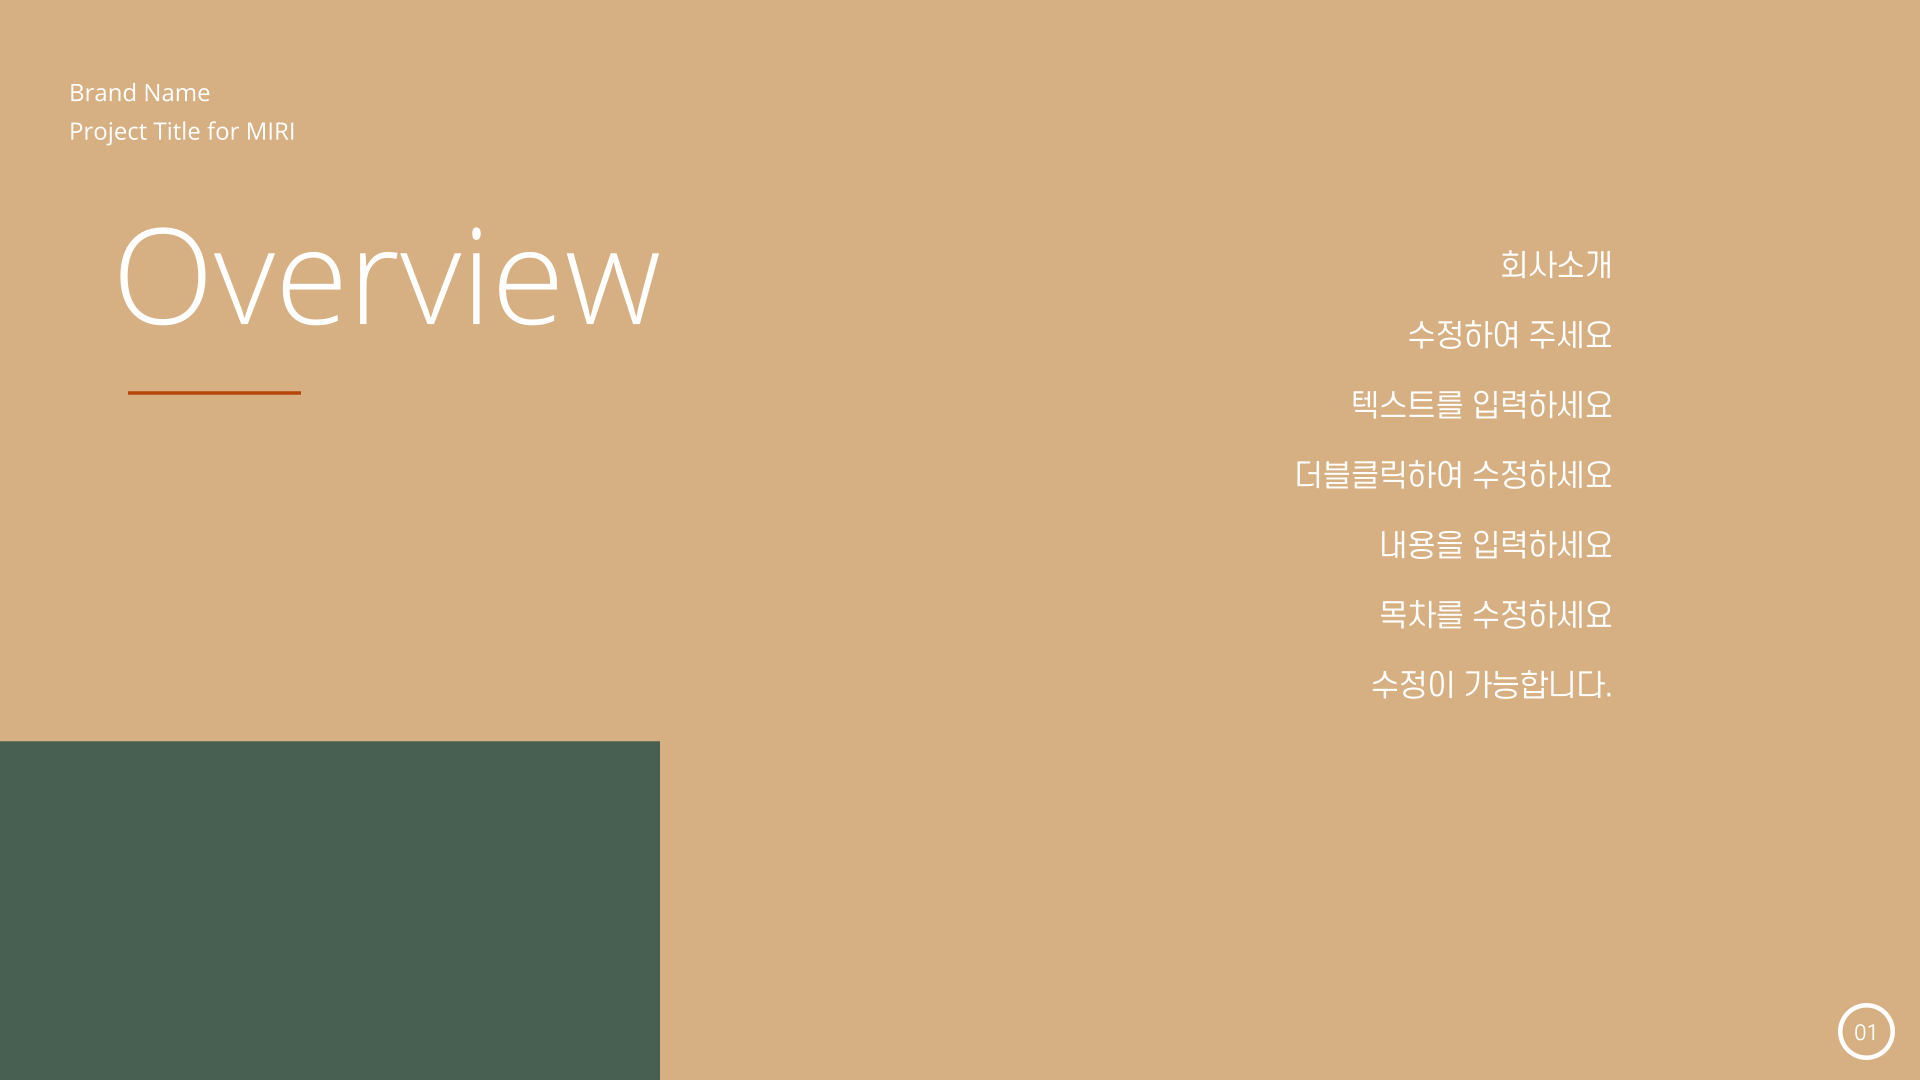 Brand Name
Project Title for MIRI
Overview
회사소개
수정하여 주세요
텍스트를 입력하세요
더블클릭하여 수정하세요
내용을 입력하세요
목차를 수정하세요
수정이 가능합니다.
01